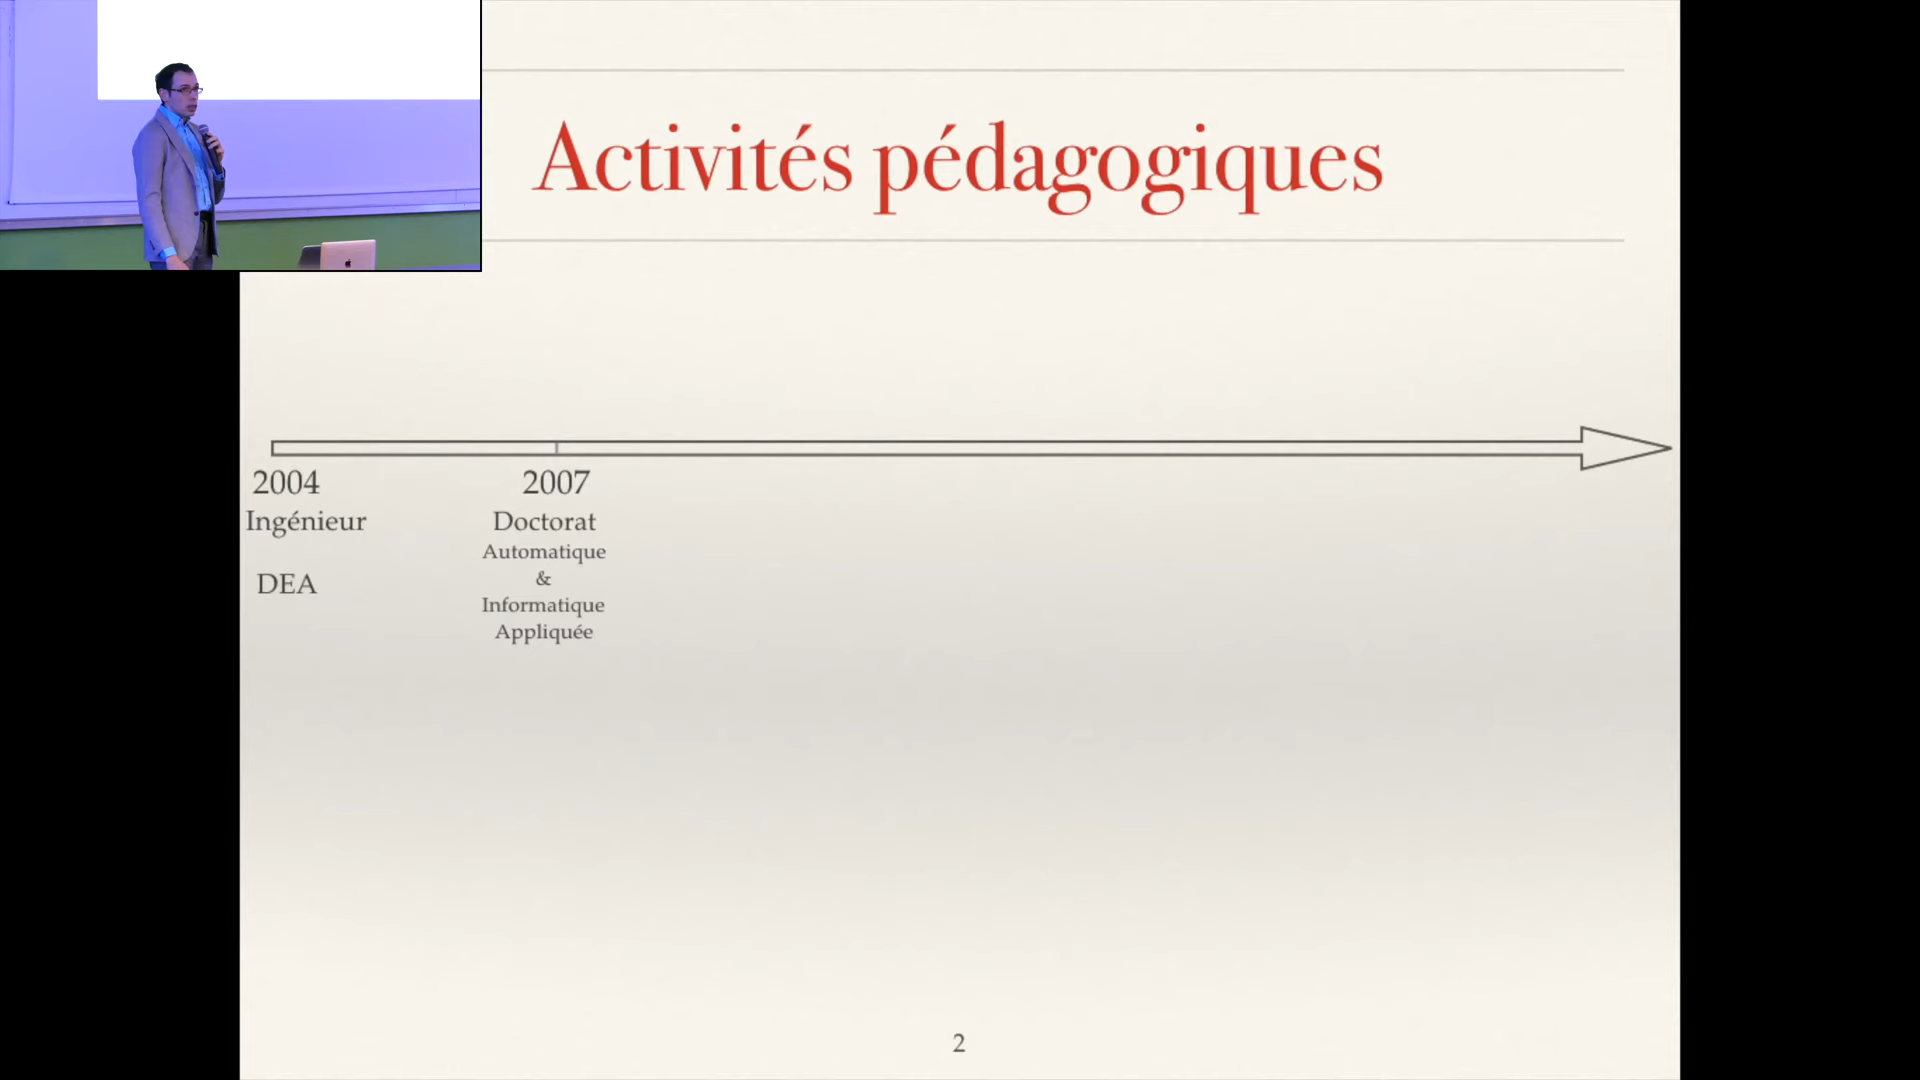 Activités pédagogiques
2004
Ingénieur
DEA
2007
Doctorat
Automatique
&
Informatique
Appliquée
2